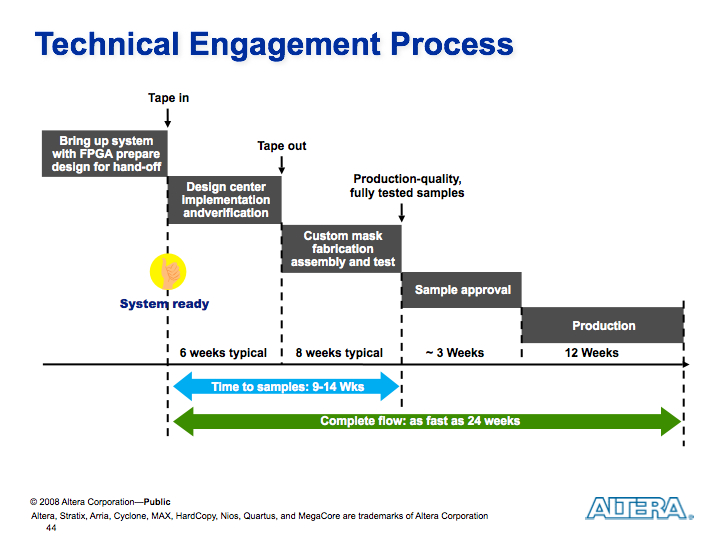 Technical Engagement Process
Tape in
Bring up system
with FPGA prepare
design for hand-off
Tape out
Design center
implementation
andverification
Production-quality,
fully tested samples
Custom mask
fabrication
assembly and test
System ready
Sample approval
Production
6 weeks typical
8 weeks typical
~ 3 Weeks
12 Weeks
Time to samples: 9-14 Wks
Complete flow: as fast as 24 weeks
© 2008 Altera Corporation—Public
Altera, Stratix, Arria, Cyclone, MAX, HardCopy, Nios, Quartus, and MegaCore are trademarks of Altera Corporation
44
ALTERA®